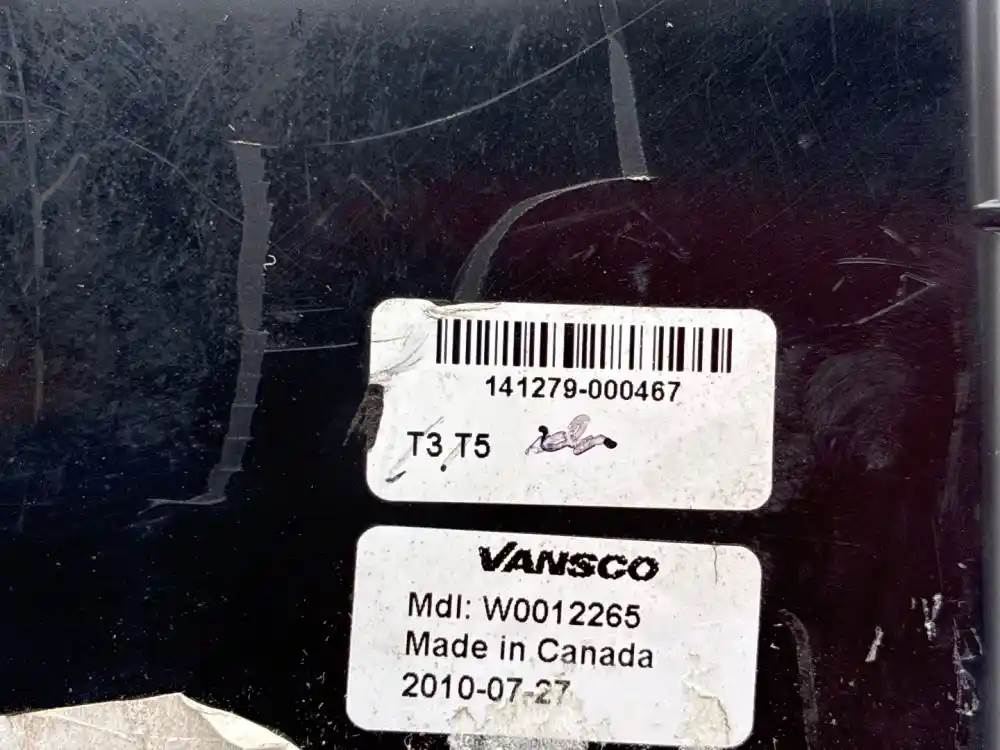 141279-000467
T3 T5
VANSCO
Mdl: W0012265
Made in Canada
2010-07-27